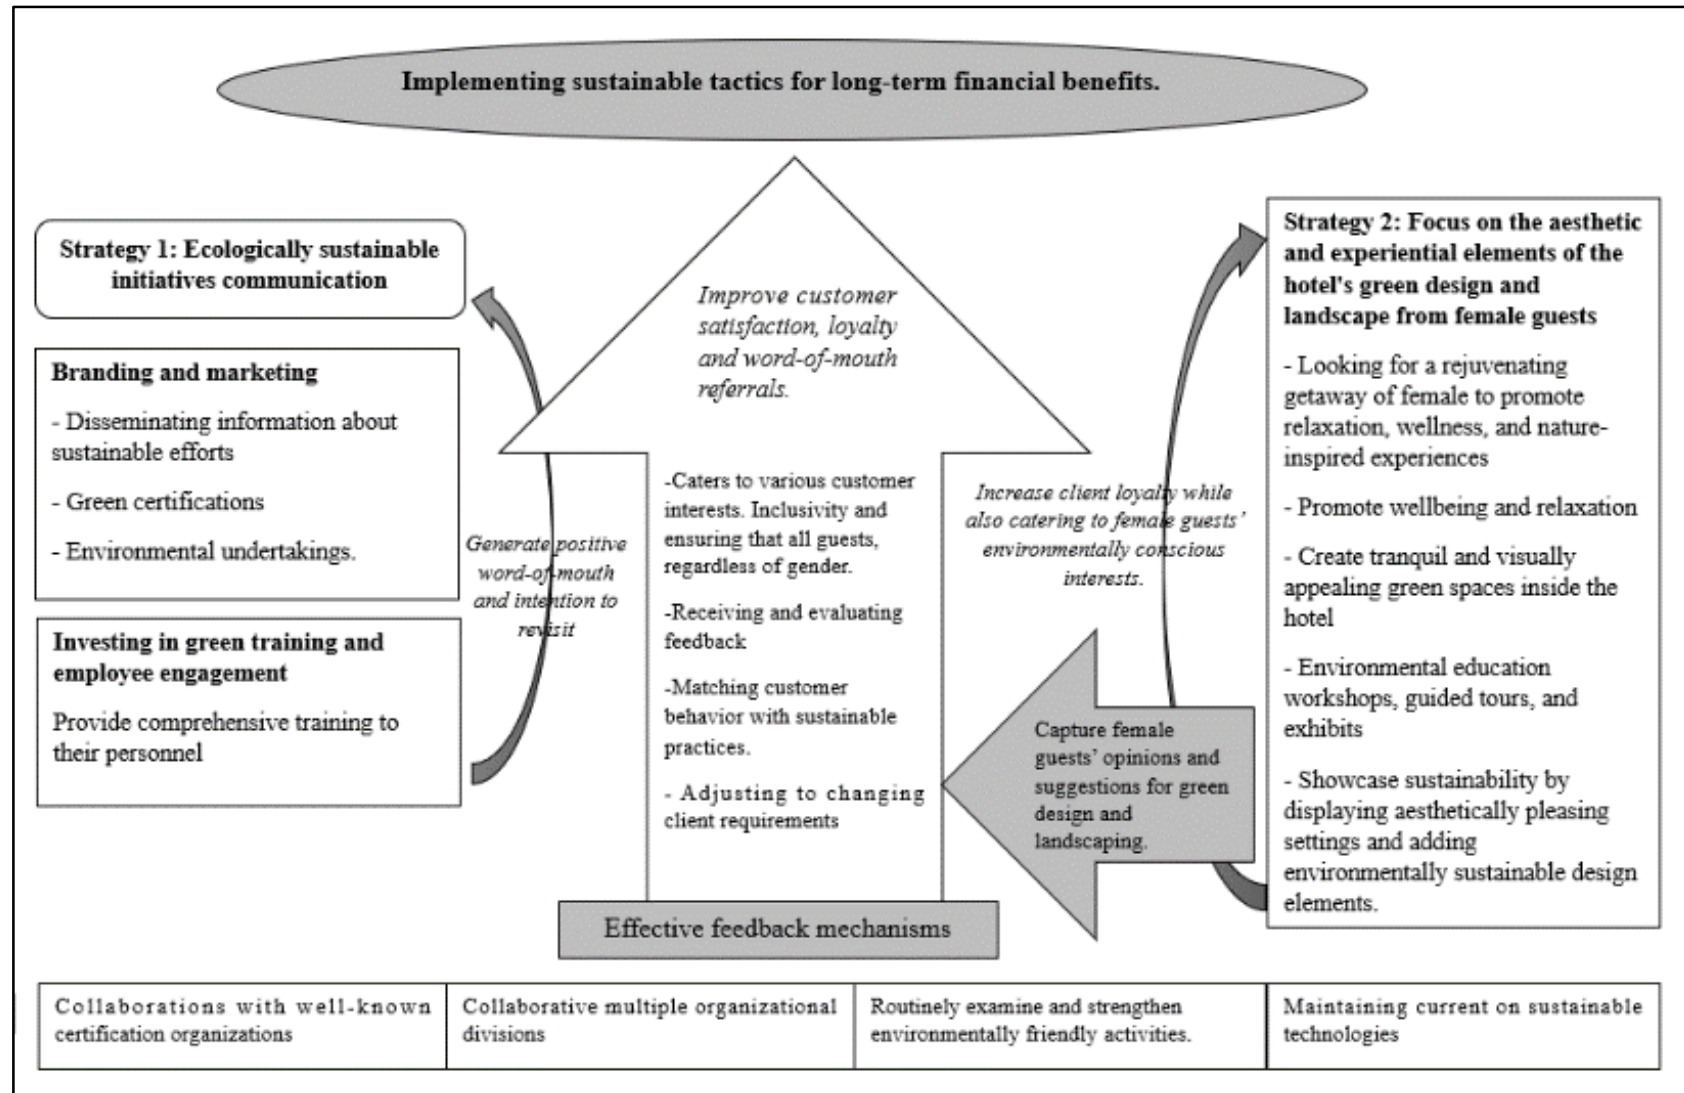 Implementing sustainable tactics for long-term financial benefits.
Strategy 1: Ecologically sustainable
initiatives communication
Branding and marketing
- Disseminating information about
sustainable efforts
- Green certifications
- Environmental undertakings.
Investing in green training and
employee engagement
Provide comprehensive training to
their personnel
Generate positive
word-of-mouth
and intention to
revisit
Improve customer
satisfaction, loyalty
and word-of-mouth
referrals.
-Caters to various customer
interests. Inclusivity and
ensuring that all guests,
regardless of gender.
-Receiving and evaluating
feedback
-Matching customer
behavior with sustainable
practices.
- Adjusting to changing
client requirements
Effective feedback mechanisms
Increase client loyalty while
also catering to female guests’
environmentally conscious
interests.
Capture female
guests’ opinions and
suggestions for green
design and
landscaping.
Strategy 2: Focus on the aesthetic
and experiential elements of the
hotel's green design and
landscape from female guests
- Looking for a rejuvenating
getaway of female to promote
relaxation, wellness, and nature-
inspired experiences
- Promote wellbeing and relaxation
- Create tranquil and visually
appealing green spaces inside the
hotel
- Environmental education
workshops, guided tours, and
exhibits
- Showcase sustainability by
displaying aesthetically pleasing
settings and adding
environmentally sustainable design
elements.
Collaborations with well-known
certification organizations
Collaborative multiple organizational
divisions
Routinely examine and strengthen
environmentally friendly activities.
Maintaining current on sustainable
technologies